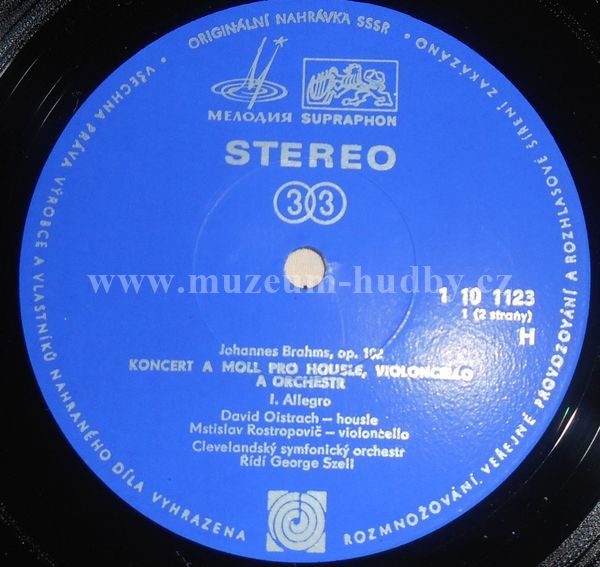 • ORIGINÁLNÍ NAHRÁVKA SSSR •
МЕЛОДИЯ SUPRAPHON
STEREO
33
www.muzeum-hudby.cz
1 10 1123
1 (2 strany)
H
Johannes Brahms, op. 102
KONCERT A MOLL PRO HOUSLE, VIOLONCELLO
A ORCHESTR
I. Allegro
David Oistrach – housle
Mstislav Rostropovič – violoncello
Clevelandský symfonický orchestr
Řídí George Szell
VŠECHNA PRÁVA VÝROBCE A VLASTNÍKŮ NAHRANÉHO DÍLA VYHRAZENA
ROZMNOŽOVÁNÍ, VEŘEJNÉ PROVOZOVÁNÍ A ROZHLASOVÉ ŠÍŘENÍ ZAKÁZÁNO